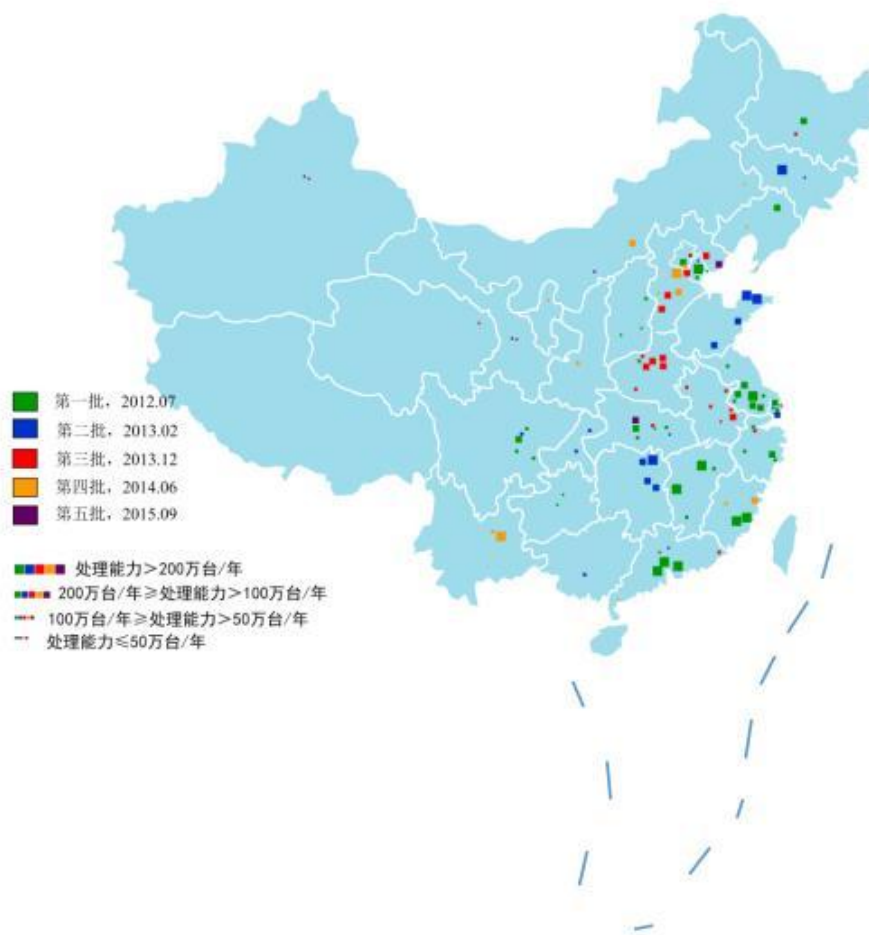 第一批，2012.07
第二批，2013.02
第三批，2013.12
第四批，2014.06
第五批，2015.09
处理能力＞200万台/年
200万台/年≥处理能力＞100万台/年
100万台/年≥处理能力＞50万台/年
处理能力≤50万台/年